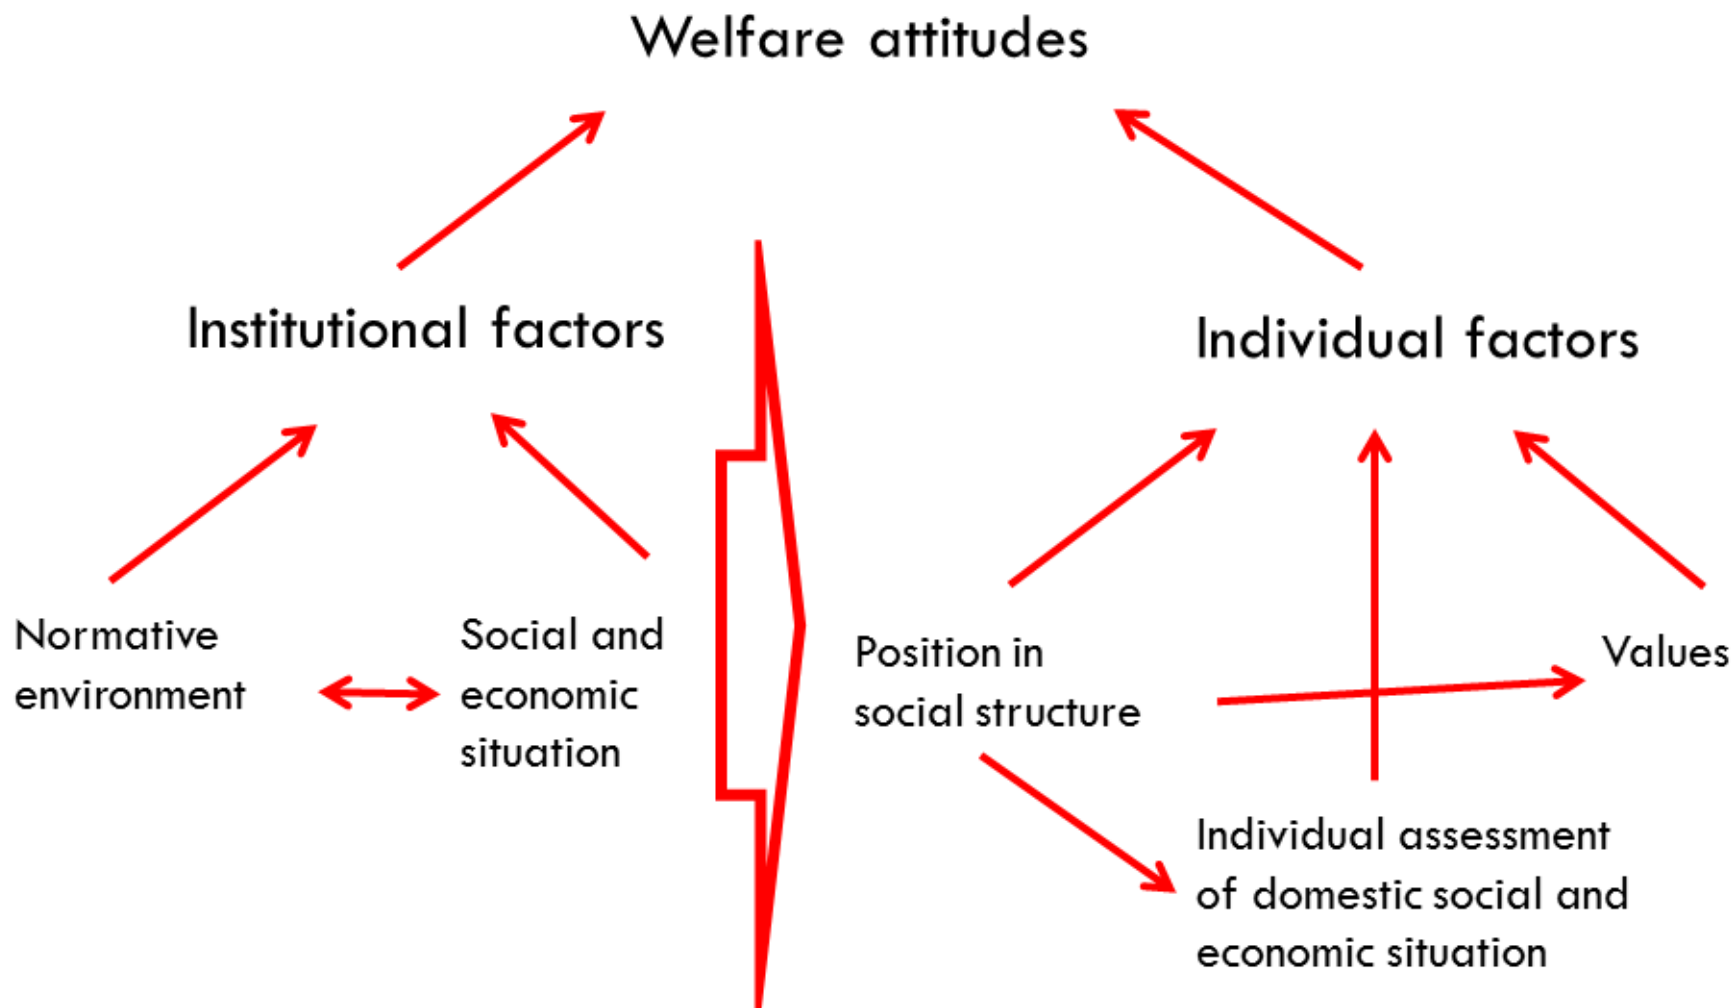 Welfare attitudes
Institutional factors
Individual factors
Normative
environment
Social and
economic
situation
Position in
social structure
Values
Individual assessment
of domestic social and
economic situation